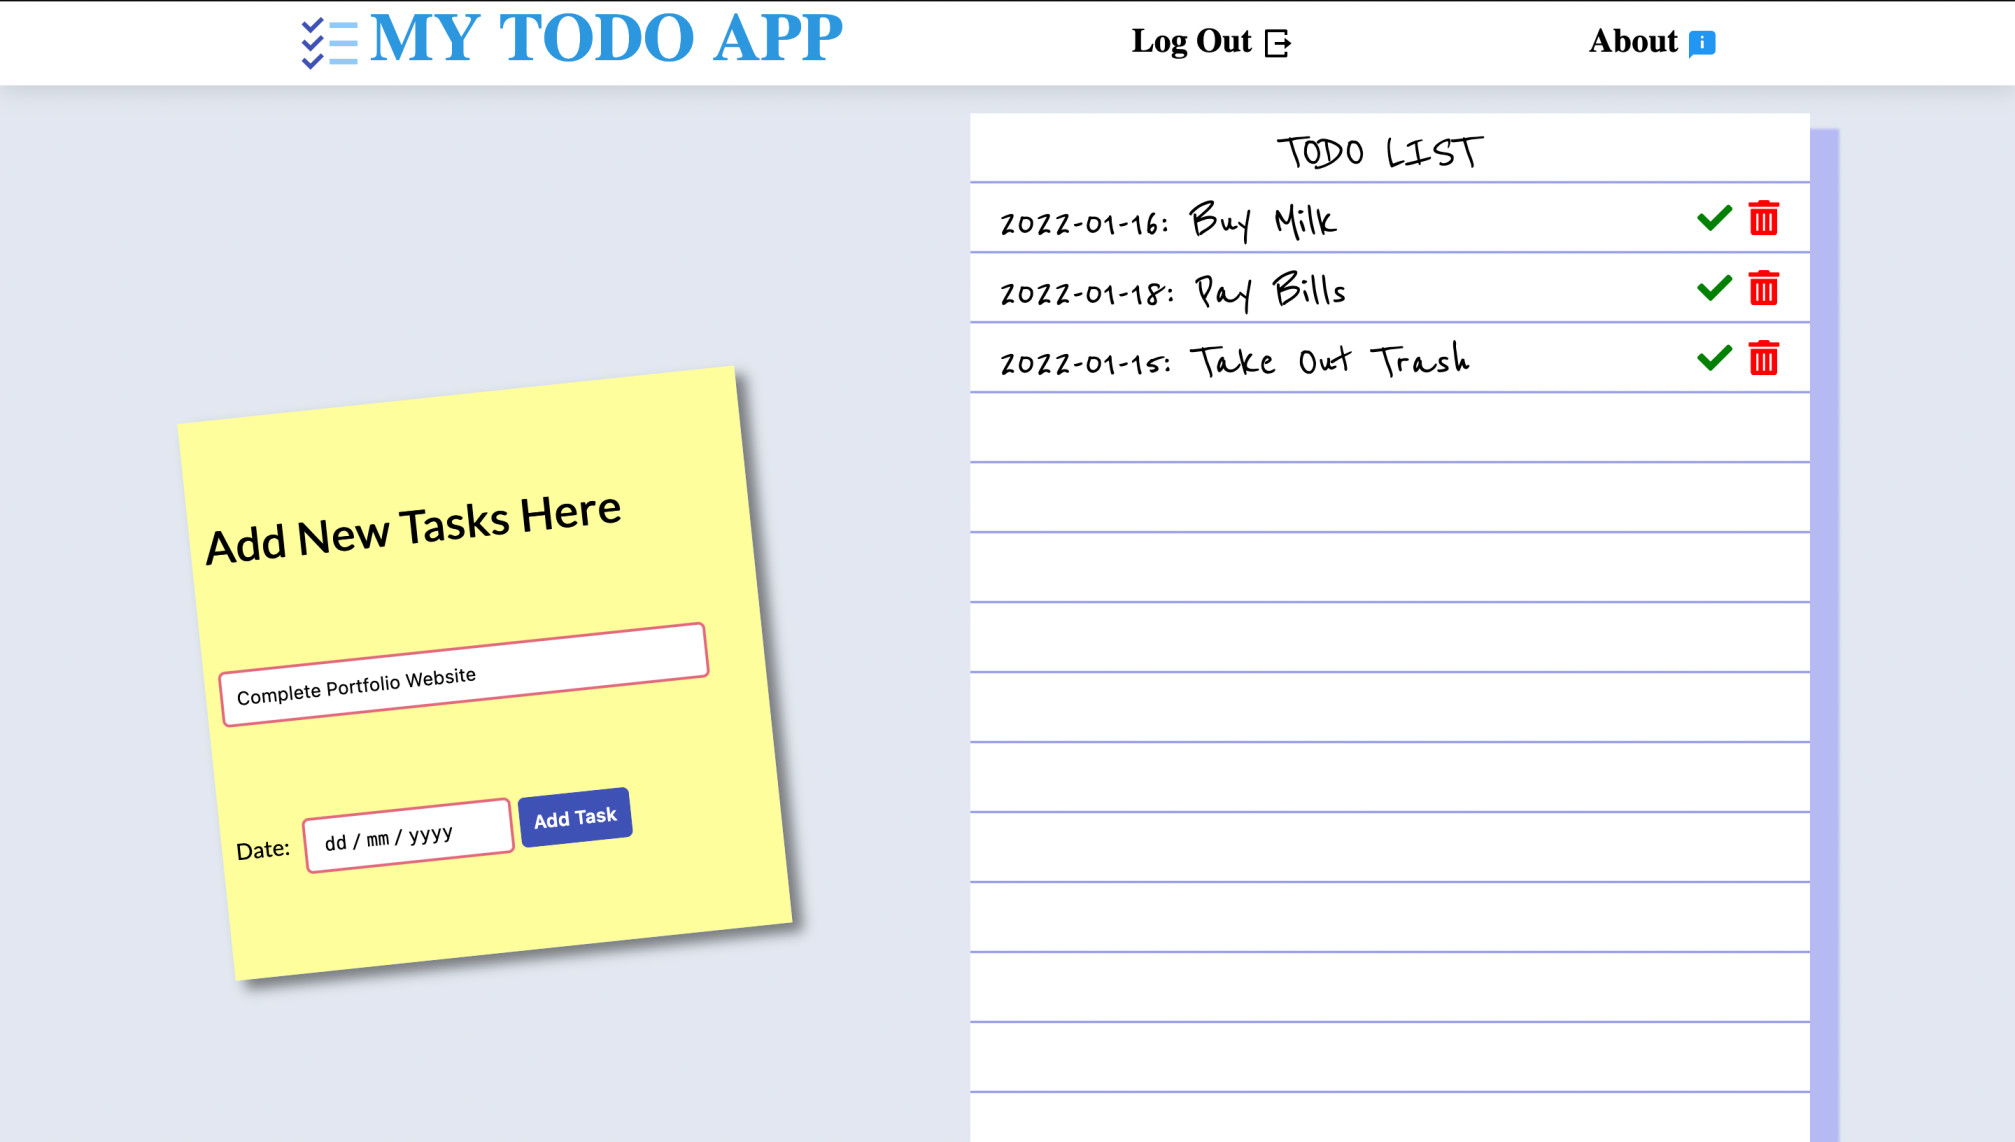 MY TODO APP
Log Out
About
TODO LIST
2022-01-16: Buy Milk
2022-01-18: Pay Bills
2022-01-15: Take Out Trash
Add New Tasks Here
Complete Portfolio Website
Date: dd / mm / yyyy Add Task